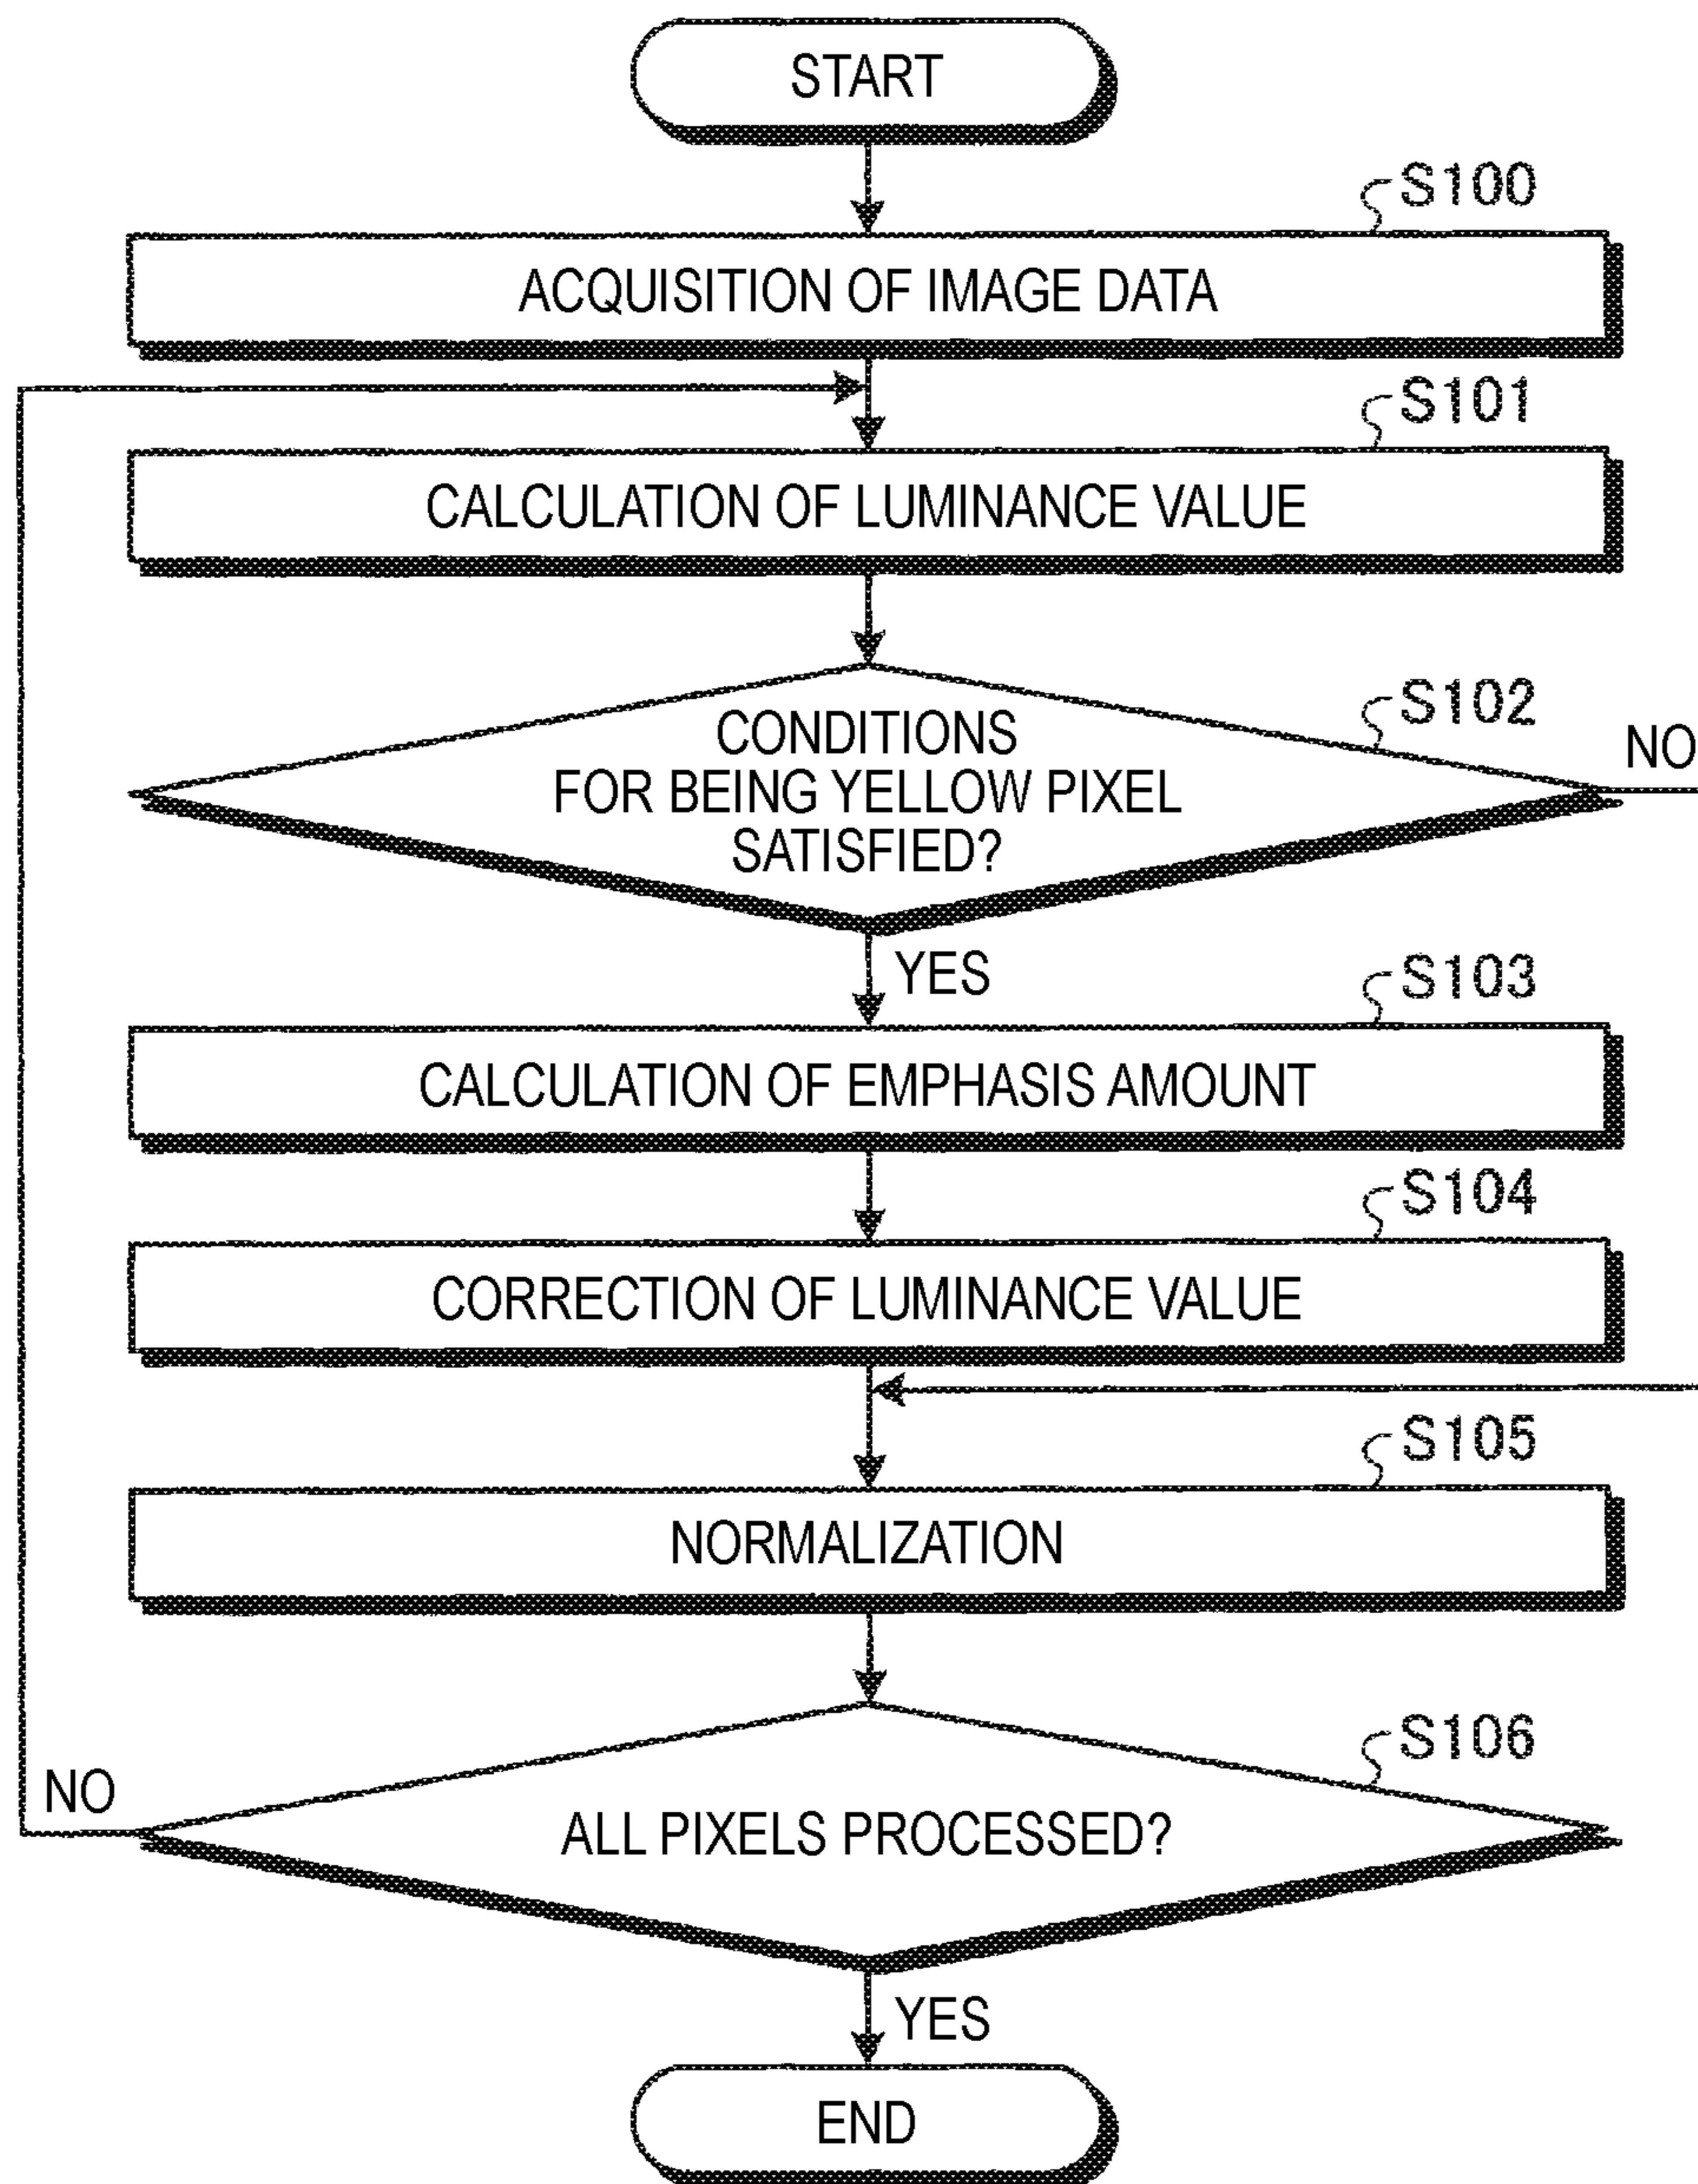 START
S100
ACQUISITION OF IMAGE DATA
S101
CALCULATION OF LUMINANCE VALUE
S102
CONDITIONS
FOR BEING YELLOW PIXEL
SATISFIED?
NO
YES
S103
CALCULATION OF EMPHASIS AMOUNT
S104
CORRECTION OF LUMINANCE VALUE
S105
NORMALIZATION
S106
NO
ALL PIXELS PROCESSED?
YES
END